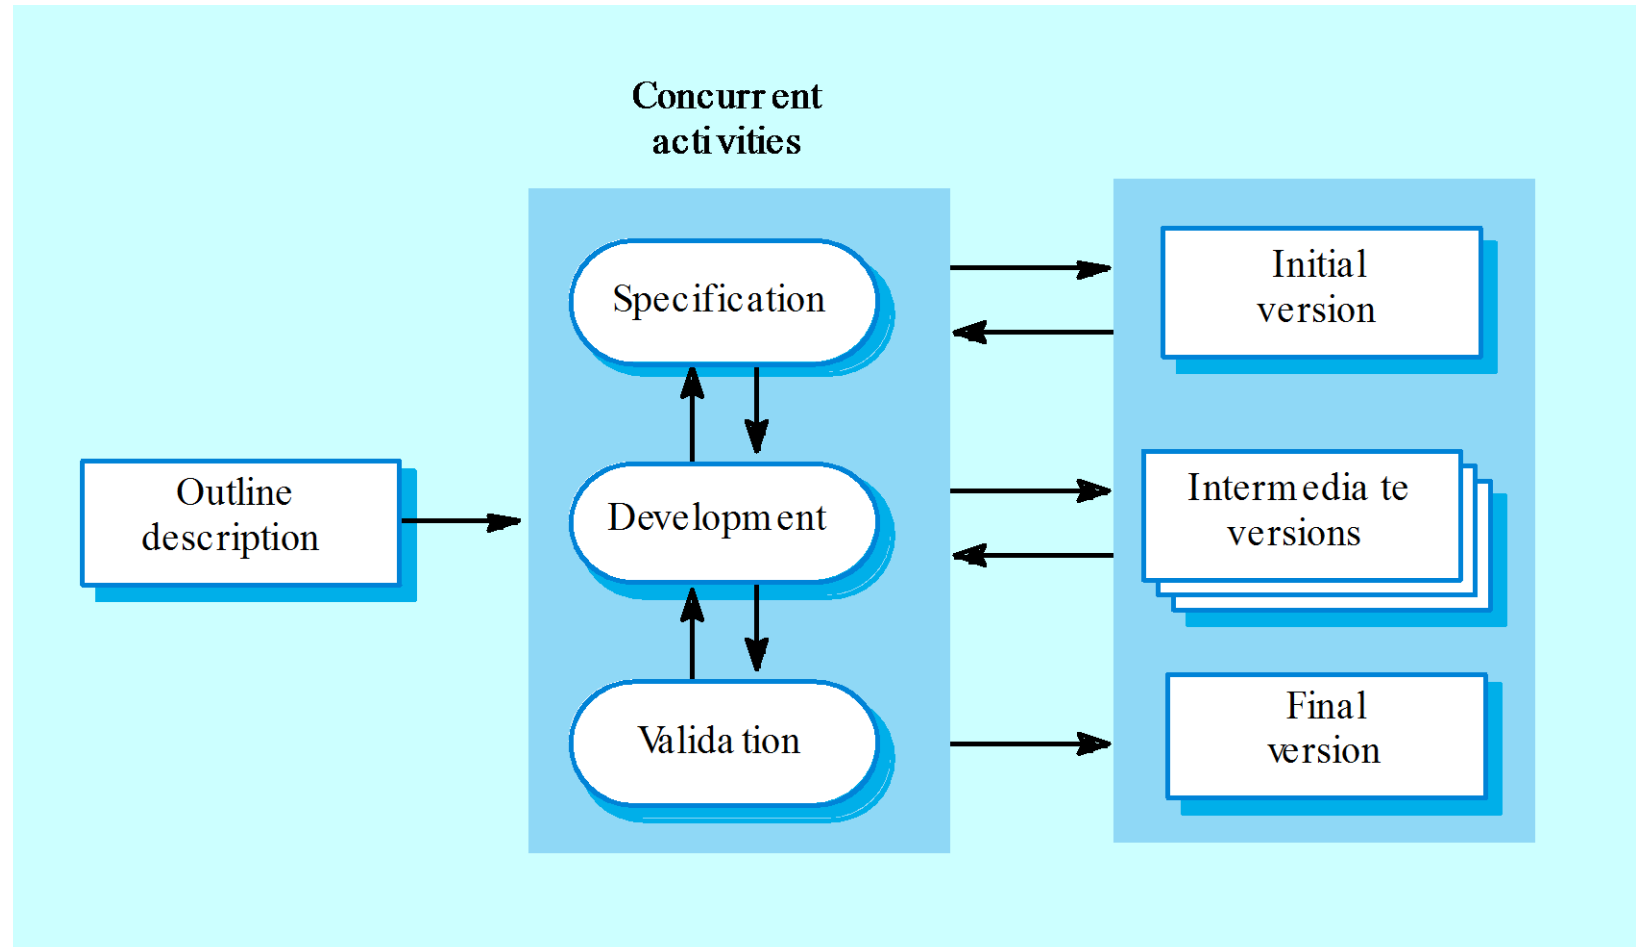 Concurrent
activities
Outline
description
Specification
Development
Validation
Initial
version
Intermediate
versions
Final
version